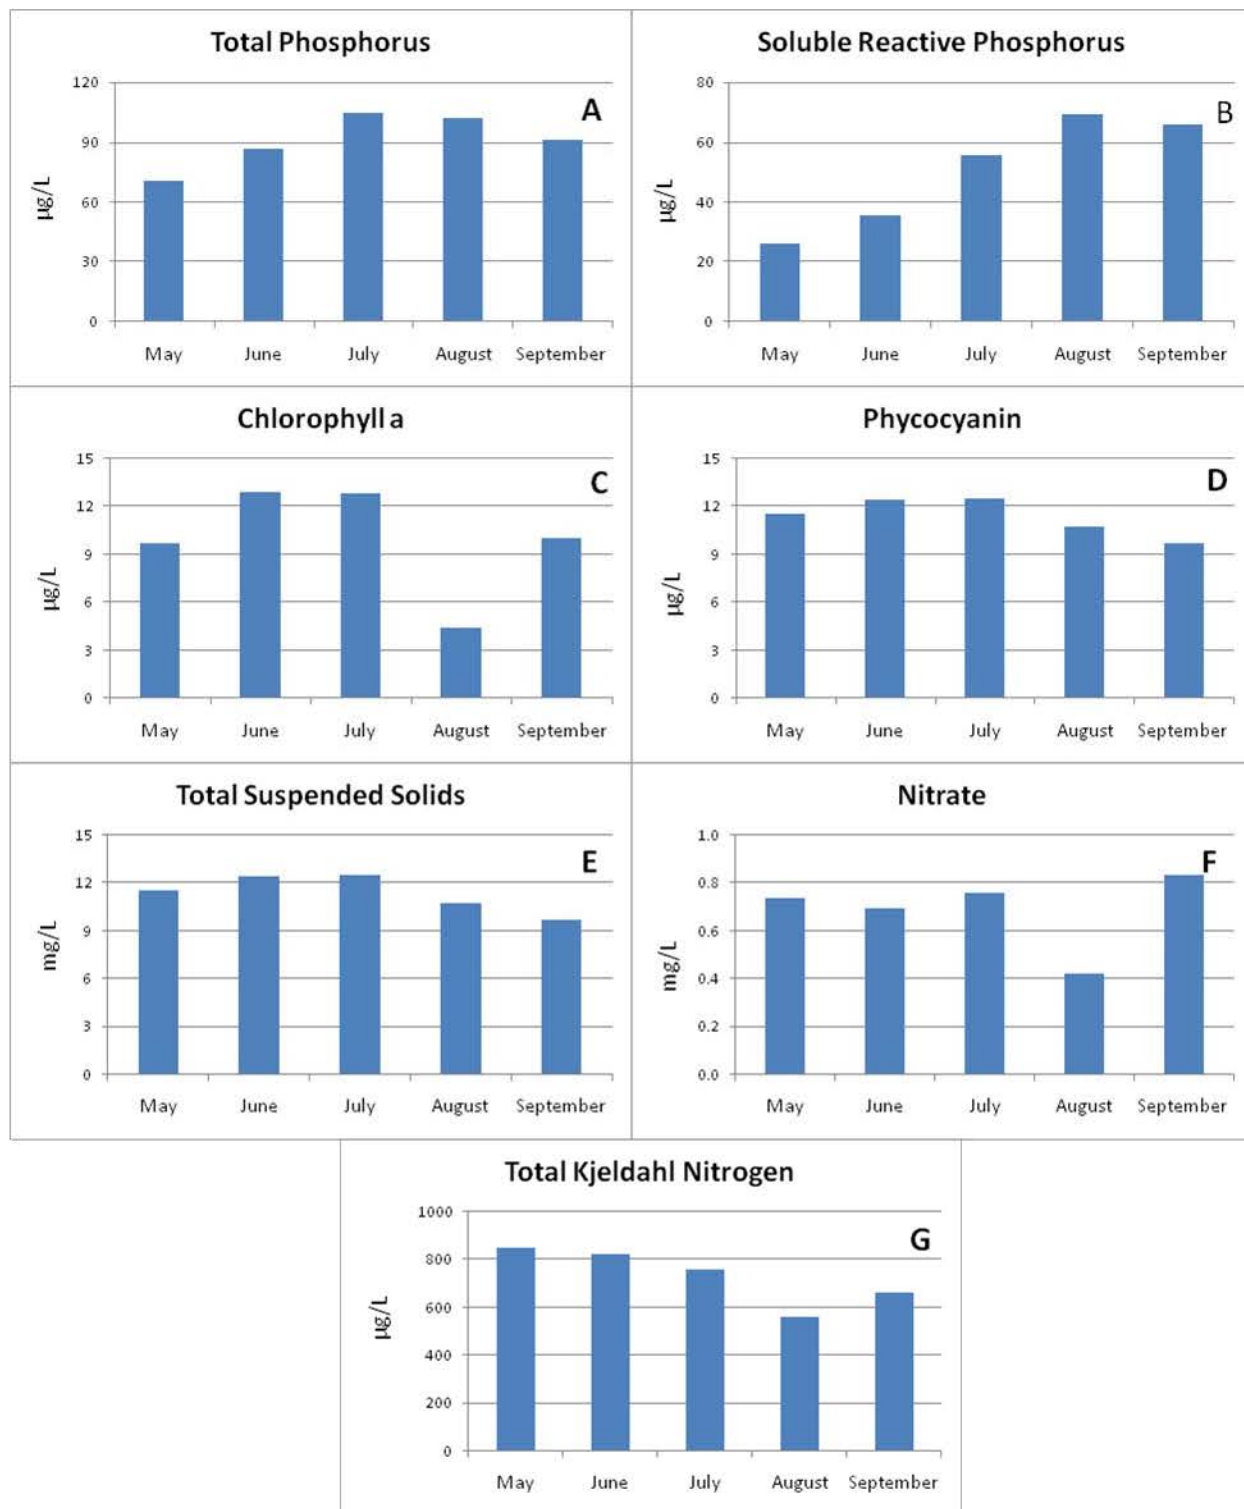 Total Phosphorus
A
µg/L
120
90
60
30
0
May June July August September
Soluble Reactive Phosphorus
B
µg/L
80
60
40
20
0
May June July August September
Chlorophyll a
C
µg/L
15
12
9
6
3
0
May June July August September
Phycocyanin
D
µg/L
15
12
9
6
3
0
May June July August September
Total Suspended Solids
E
mg/L
15
12
9
6
3
0
May June July August September
Nitrate
F
mg/L
1.0
0.8
0.6
0.4
0.2
0.0
May June July August September
Total Kjeldahl Nitrogen
G
µg/L
1000
800
600
400
200
0
May June July August September